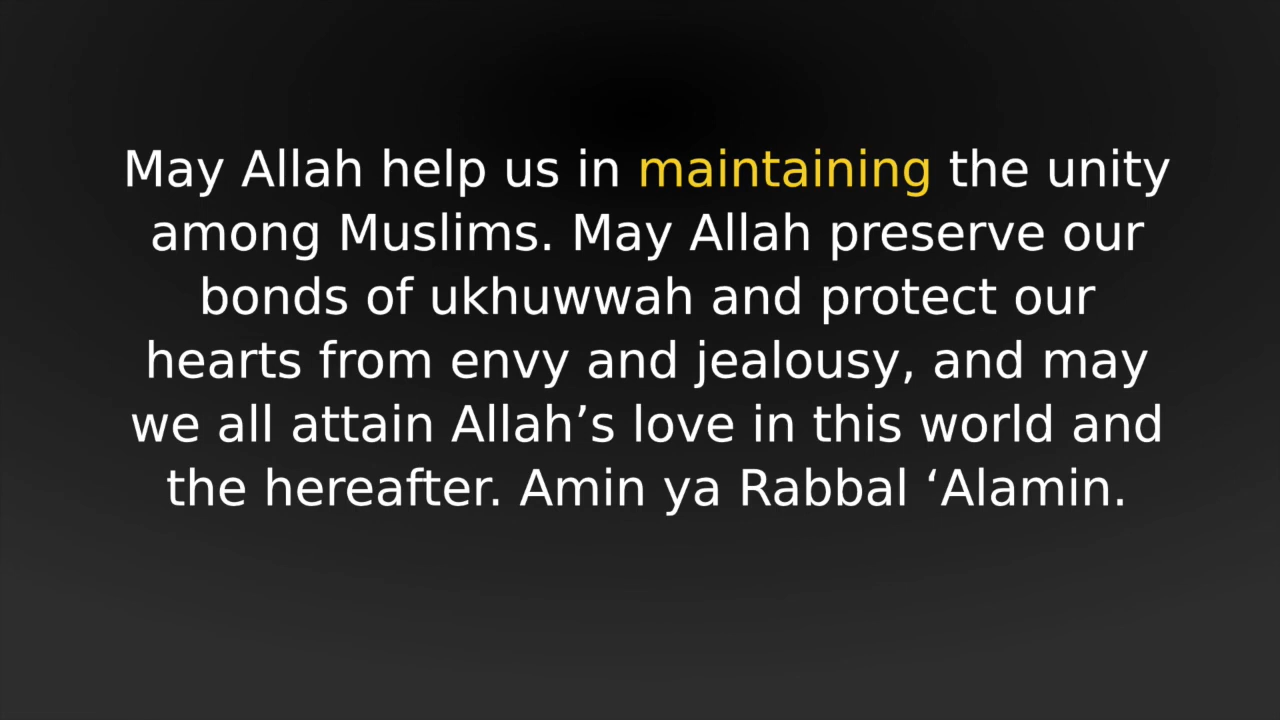 May Allah help us in maintaining the unity
among Muslims. May Allah preserve our
bonds of ukhuwwah and protect our
hearts from envy and jealousy, and may
we all attain Allah’s love in this world and
the hereafter. Amin ya Rabbal ‘Alamin.